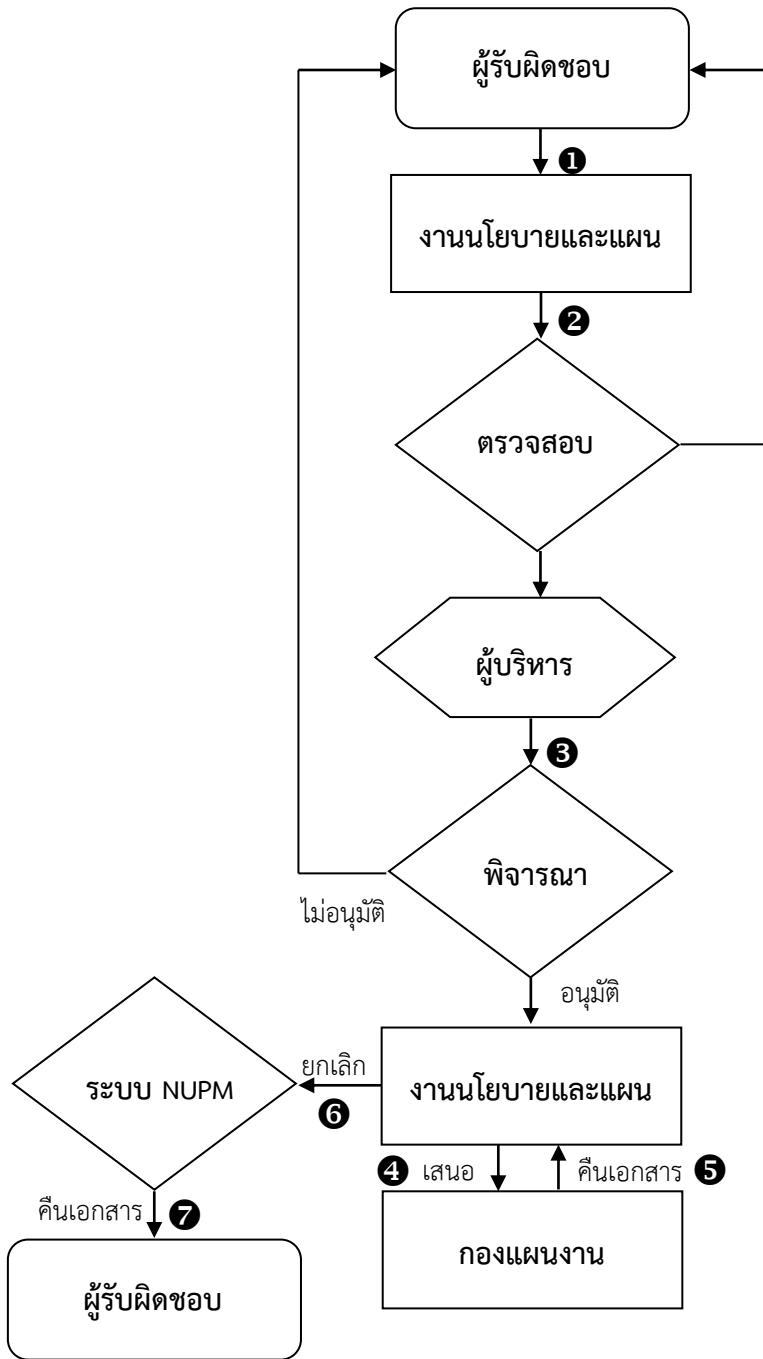 ผู้รับผิดชอบ
❶
งานนโยบายและแผน
❷
ตรวจสอบ
ผู้บริหาร
❸
พิจารณา
ไม่อนุมัติ
อนุมัติ
ระบบ NUPM
ยกเลิก
❻
งานนโยบายและแผน
❹ เสนอ
คืนเอกสาร ❺
คืนเอกสาร ❼
กองแผนงาน
ผู้รับผิดชอบ